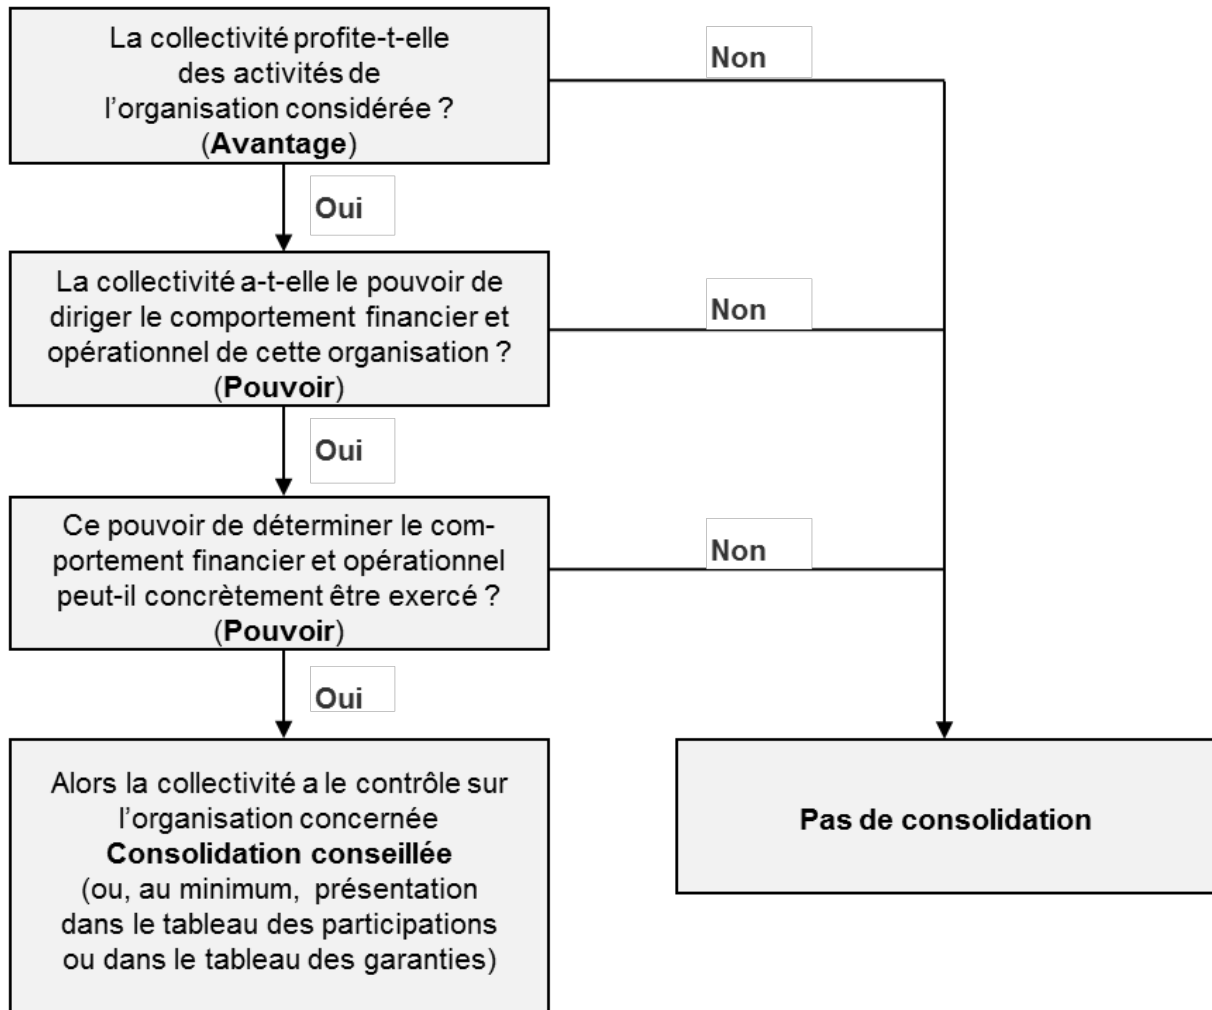 La collectivité profite-t-elle
des activités de
l'organisation considérée ?
(Avantage)
Non
Oui
La collectivité a-t-elle le pouvoir de
diriger le comportement financier et
opérationnel de cette organisation ?
(Pouvoir)
Non
Oui
Ce pouvoir de déterminer le com-
portement financier et opérationnel
peut-il concrètement être exercé ?
(Pouvoir)
Non
Oui
Alors la collectivité a le contrôle sur
l'organisation concernée
Consolidation conseillée
(ou, au minimum, présentation
dans le tableau des participations
ou dans le tableau des garanties)
Pas de consolidation